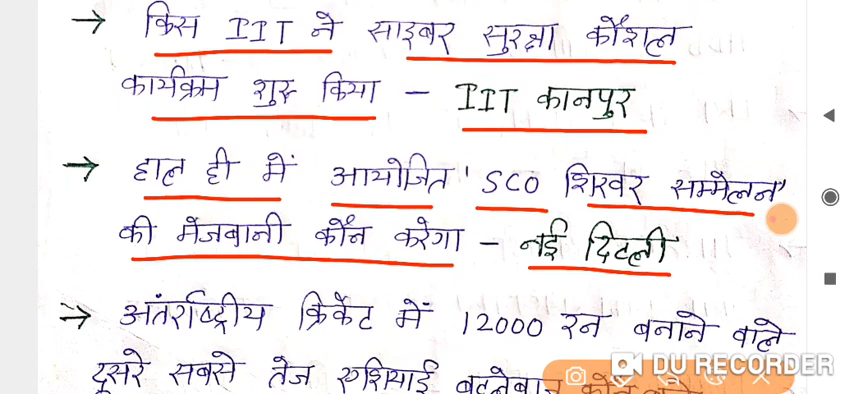 → किस IIT ने साइबर सुरक्षा कौशल
कार्यक्रम शुरू किया – IIT कानपुर
→ हाल ही में आयोजित 'SCO शिखर सम्मेलन'
की मेजबानी कौन करेगा – नई दिल्ली
→ अंतर्राष्ट्रीय क्रिकेट में 12000 रन बनाने वाले
दूसरे सबसे तेज एशियाई बल्लेबाज कौन
DU RECORDER